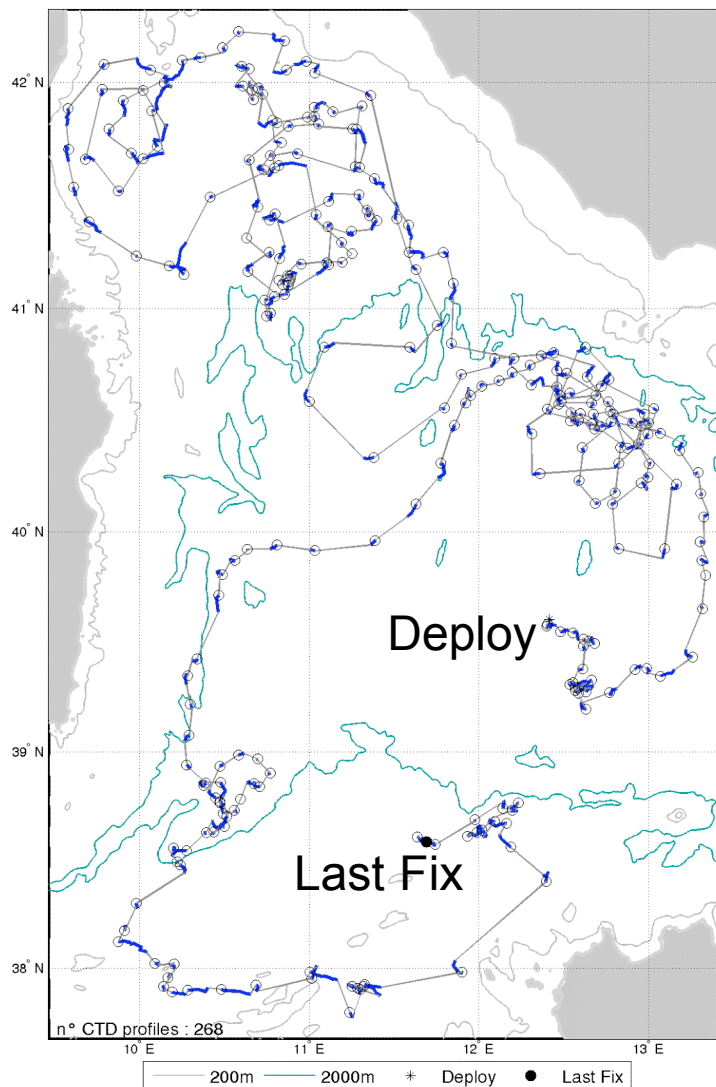 42° N
41° N
40° N
Deploy
39° N
Last Fix
38° N
n° CTD profiles : 268
10° E 11° E 12° E 13° E
200m 2000m Deploy Last Fix